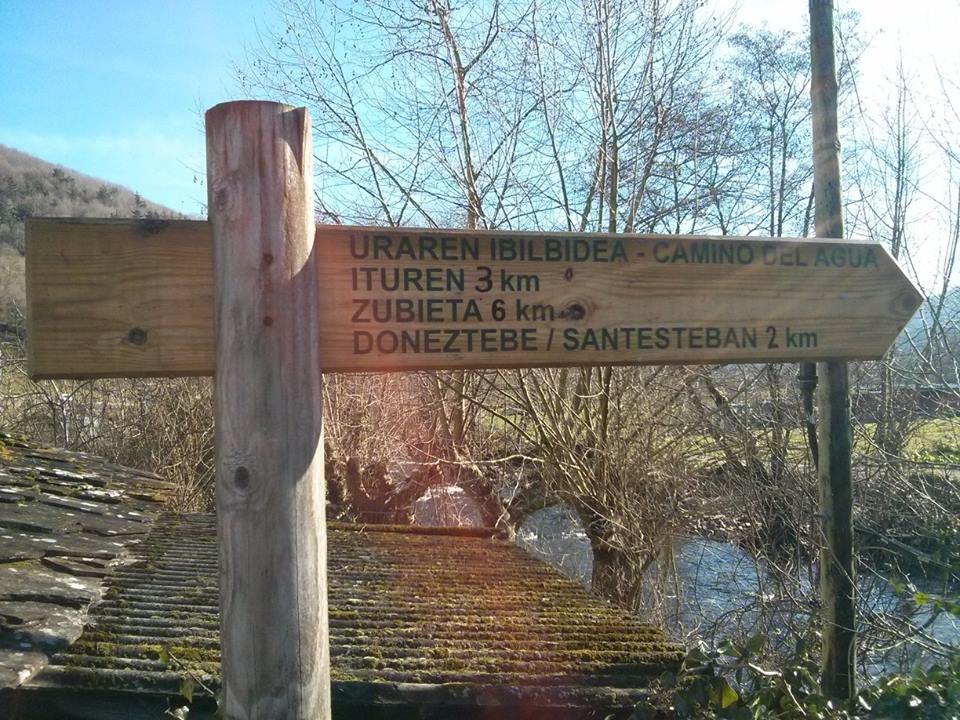 URAREN IBILBIDEA - CAMINO DEL AGUA
ITUREN 3 km
ZUBIETA 6 km
DONEZTEBE / SANTESTEBAN 2 km